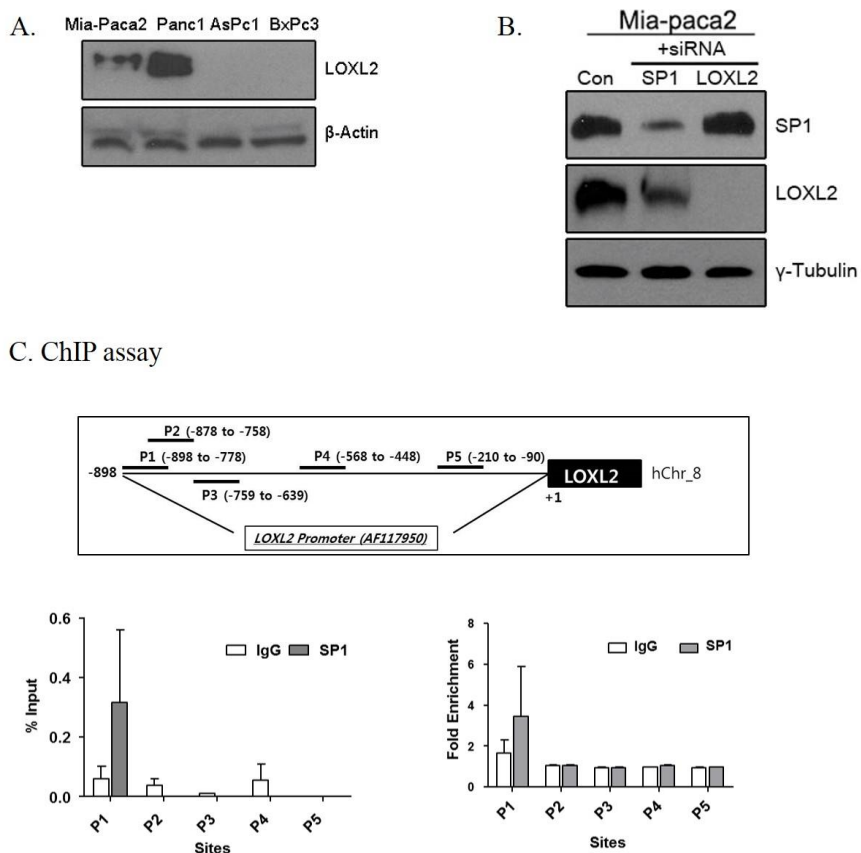 A.
Mia-Paca2 Panc1 AsPc1 BxPc3
LOXL2
β-Actin
B.
Mia-paca2
+siRNA
Con SP1 LOXL2
SP1
LOXL2
γ-Tubulin
C. ChIP assay
P2 (-878 to -758)
P1 (-898 to -778)
P4 (-568 to -448)
P5 (-210 to -90)
-898
LOXL2
hChr_8
P3 (-759 to -639)
+1
LOXL2 Promoter (AF117950)
0.6
0.4
0.2
0.0
% Input
IgG SP1
P1 P2 P3 P4 P5
Sites
8
6
4
2
0
Fold Enrichment
IgG SP1
P1 P2 P3 P4 P5
Sites